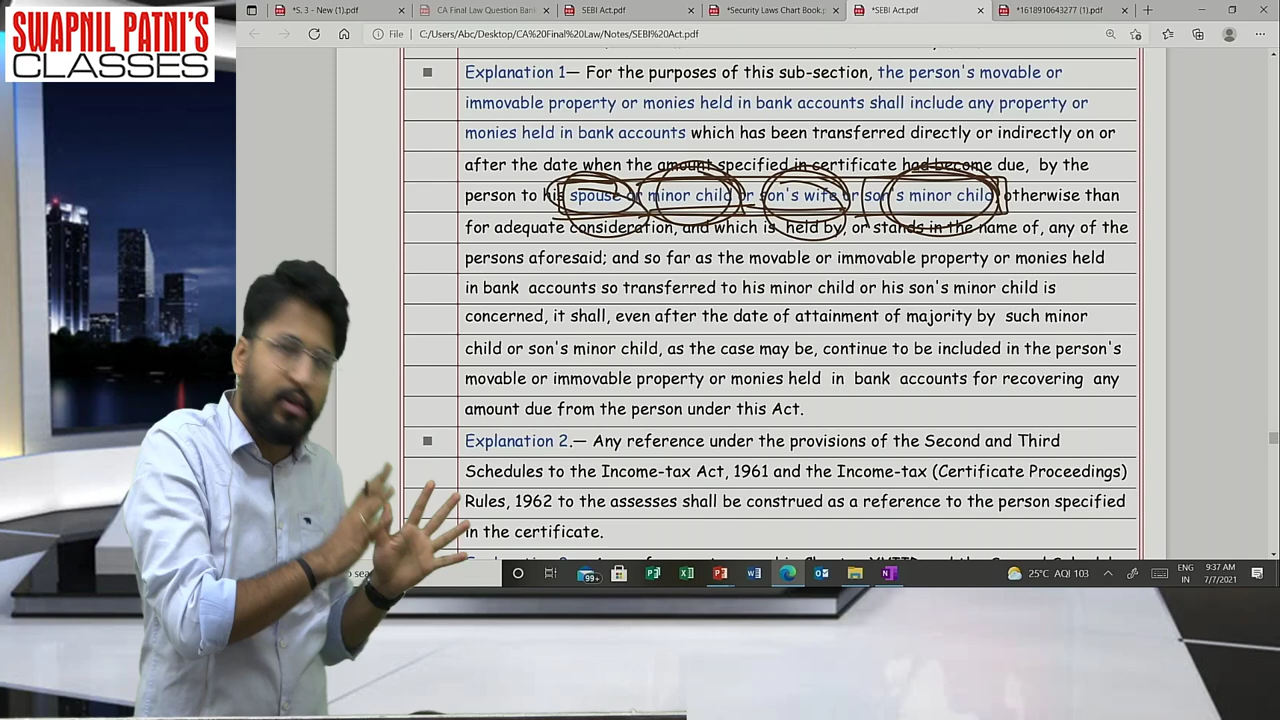 SWAPNIL PATNI'S
CLASSES
*S. 3 - New (1).pdf
CA Final Law Question Ban
SEBI Act.pdf
*Security Laws Chart Book.p
*SEBI Act.pdf
*1618910643277 (1).pdf
File
C:/Users/Abc/Desktop/CA%20Final%20Law/Notes/SEBI%20Act.pdf
Explanation 1— For the purposes of this sub-section, the person's movable or
immovable property or monies held in bank accounts shall include any property or
monies held in bank accounts which has been transferred directly or indirectly on or
after the date when the amount specified in certificate had become due, by the
person to his spouse or minor child or son's wife or son's minor child, otherwise than
for adequate consideration, and which is held by, or stands in the name of, any of the
persons aforesaid; and so far as the movable or immovable property or monies held
in bank accounts so transferred to his minor child or his son's minor child is
concerned, it shall, even after the date of attainment of majority by such minor
child or son's minor child, as the case may be, continue to be included in the person's
movable or immovable property or monies held in bank accounts for recovering any
amount due from the person under this Act.
Explanation 2.— Any reference under the provisions of the Second and Third
Schedules to the Income-tax Act, 1961 and the Income-tax (Certificate Proceedings)
Rules, 1962 to the assesses shall be construed as a reference to the person specified
in the certificate.
99+
25°C AQI 103
ENG
IN
9:37 AM
7/7/2021